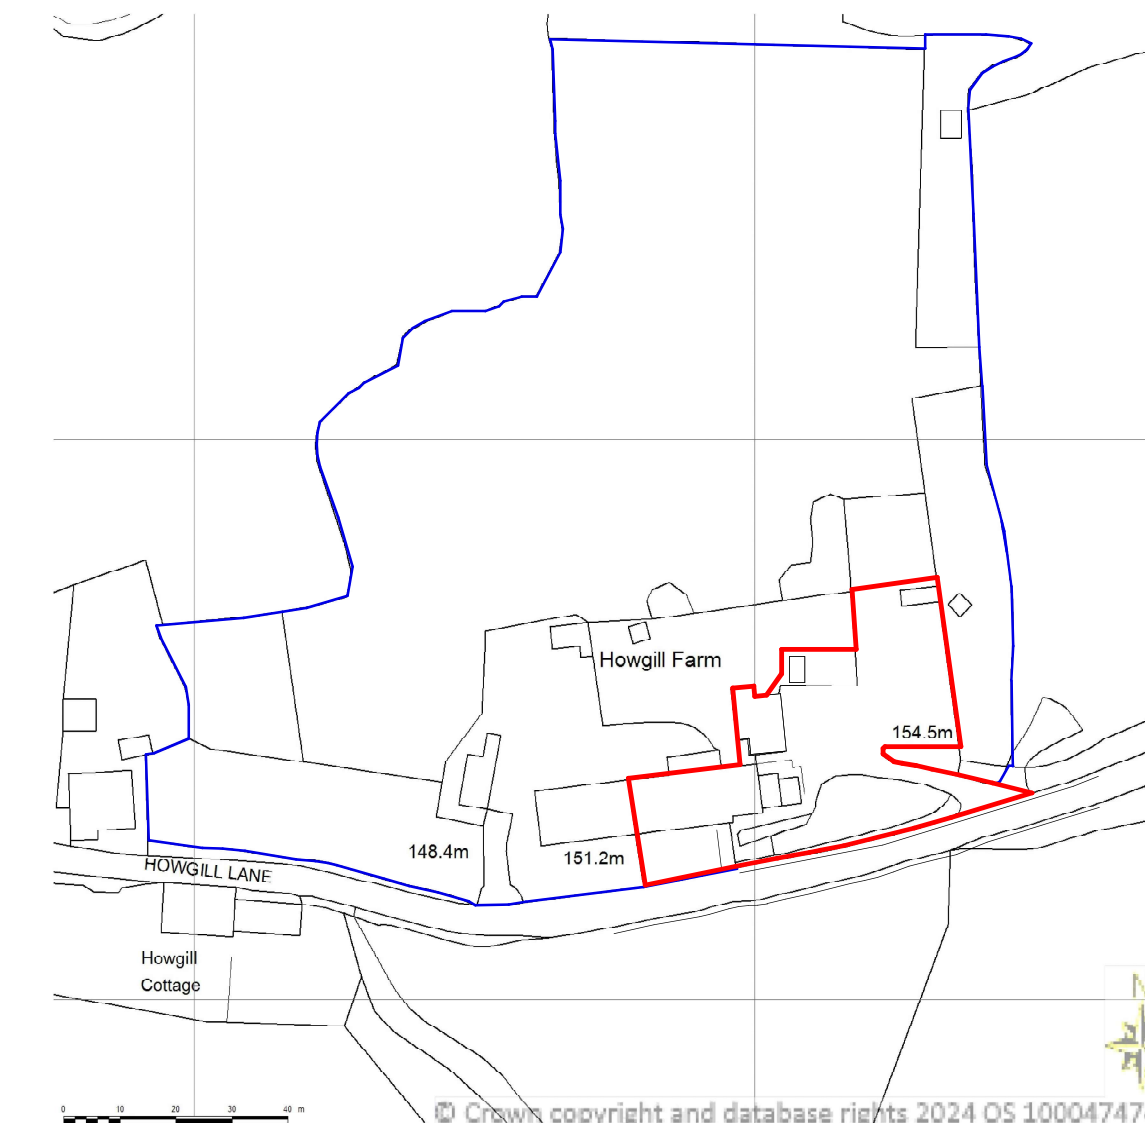 Howgill Farm
154.5m
148.4m
151.2m
HOWGILL LANE
Howgill
Cottage
0 10 20 30 40 m
© Crown copyright and database rights 2024 OS 10004747
N